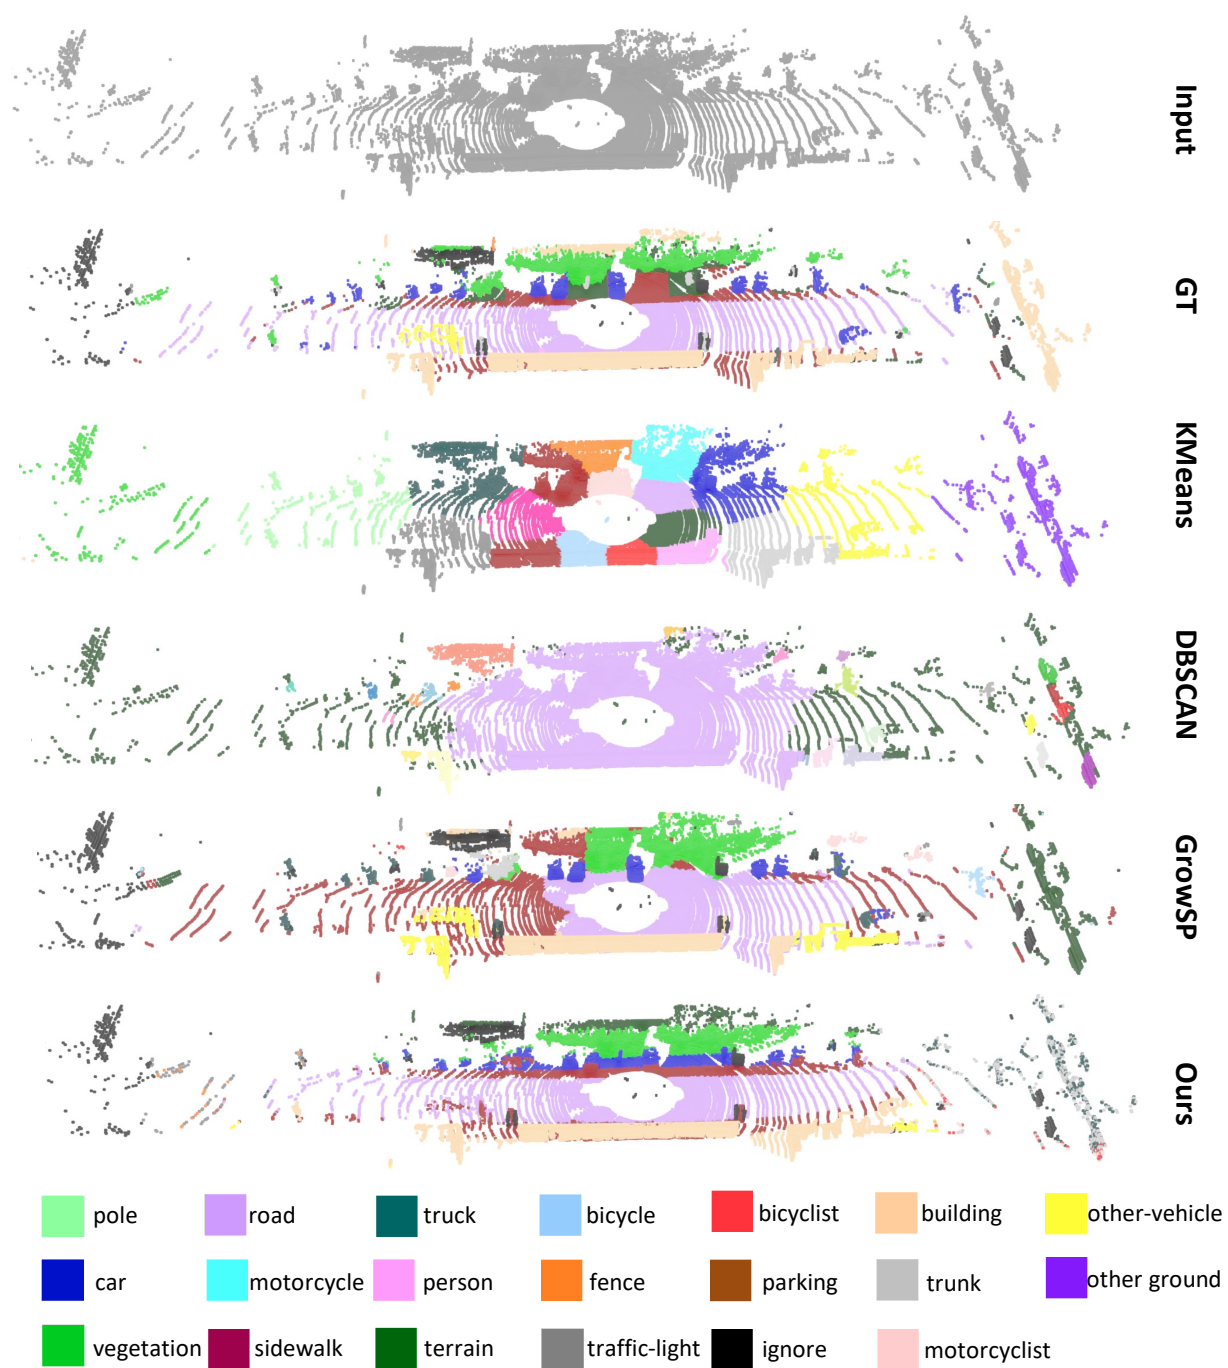 Input
GT
KMeans
DBSCAN
GrowSP
Ours
pole road truck bicycle bicyclist building other-vehicle
car motorcycle person fence parking trunk other ground
vegetation sidewalk terrain traffic-light ignore motorcyclist